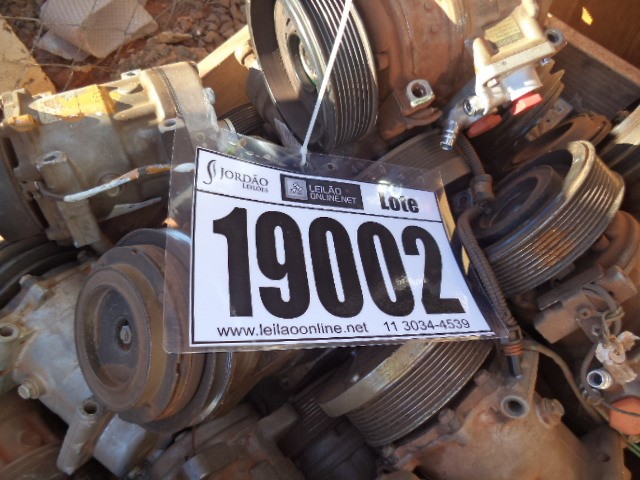 JORDÃO
LEILÕES
LEILÃO
ONLINE.NET
Lote
19002
www.leilaoonline.net 11 3034-4539